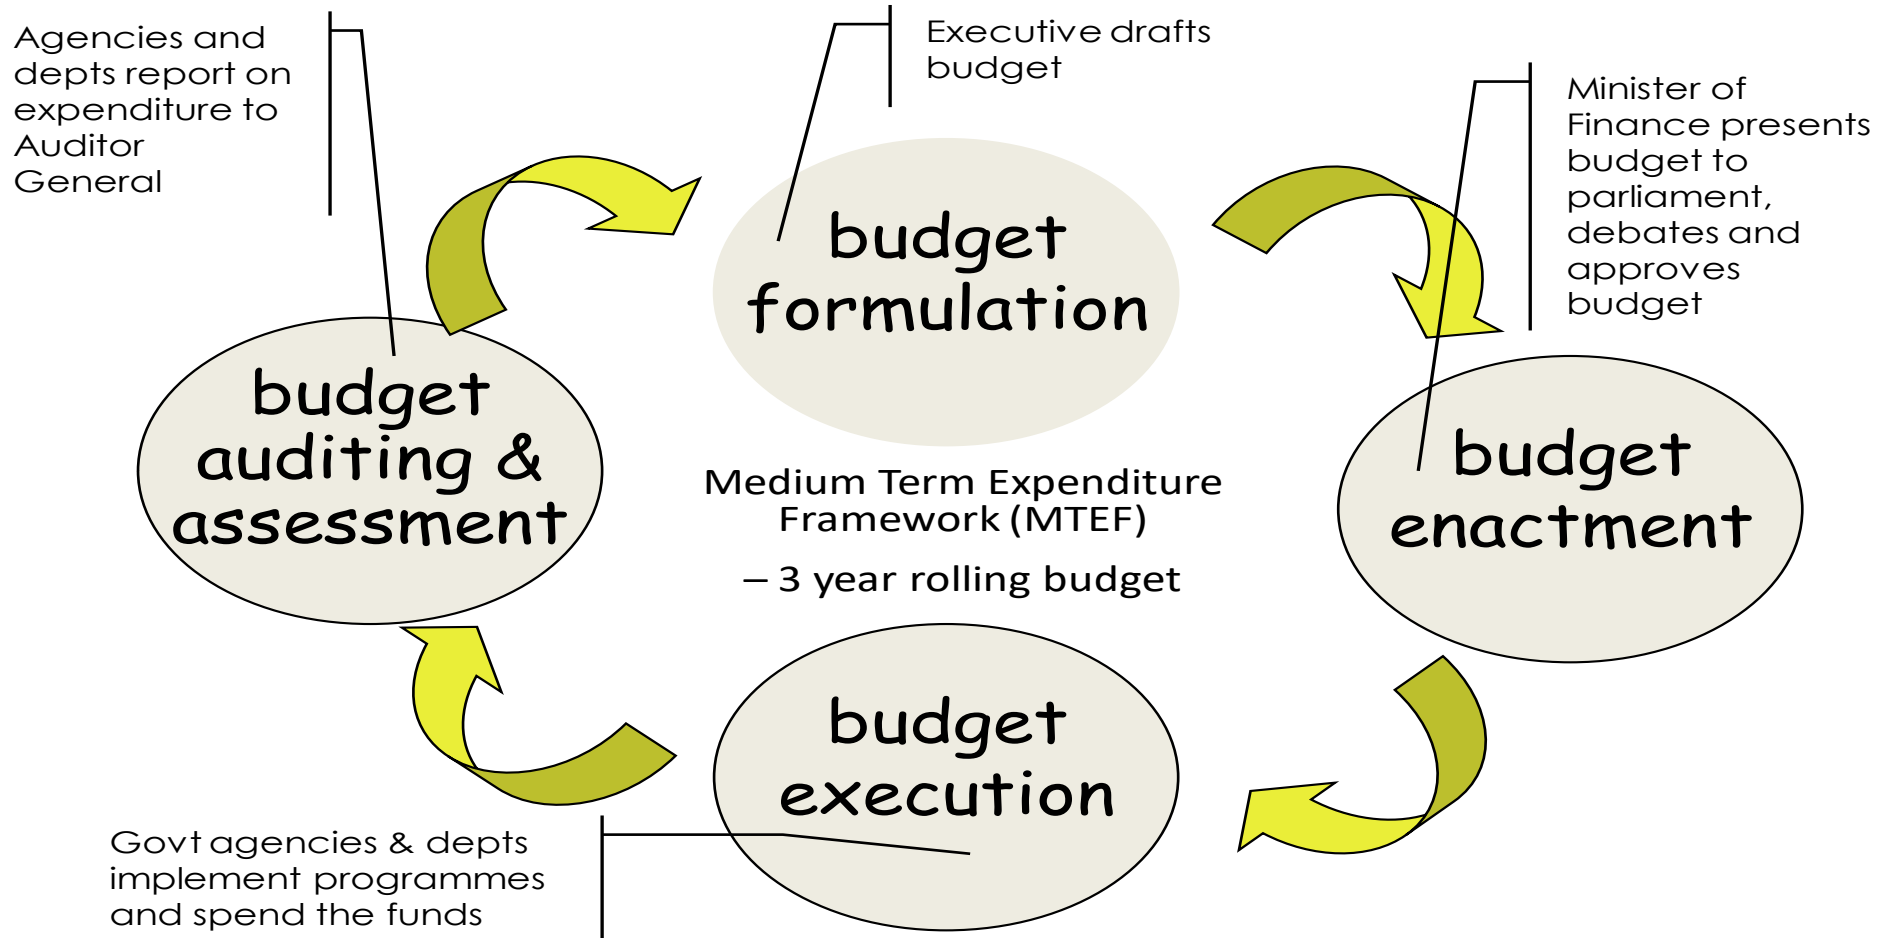 Agencies and
depts report on
expenditure to
Auditor
General
Executive drafts
budget
Minister of
Finance presents
budget to
parliament,
debates and
approves
budget
budget
formulation
budget
auditing &
assessment
budget
enactment
Medium Term Expenditure
Framework (MTEF)
– 3 year rolling budget
budget
execution
Govt agencies & depts
implement programmes
and spend the funds